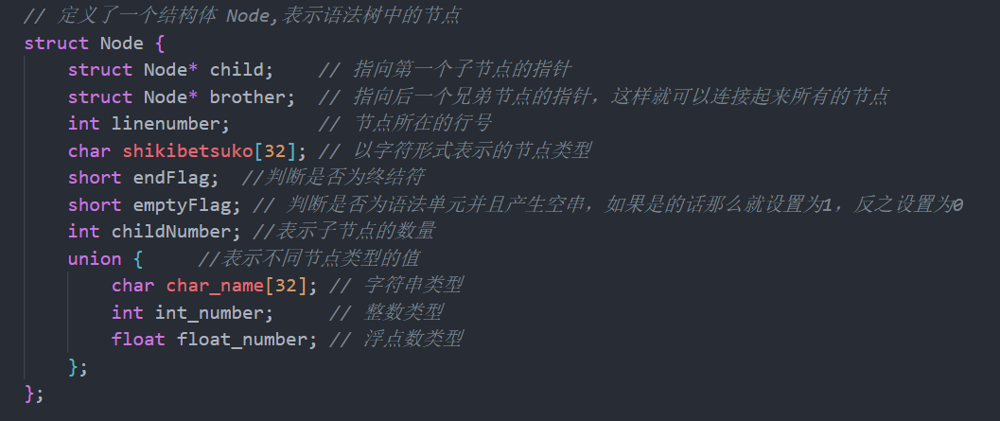 // 定义了一个结构体 Node,表示语法树中的节点
struct Node {
    struct Node* child;    // 指向第一个子节点的指针
    struct Node* brother;  // 指向后一个兄弟节点的指针，这样就可以连接起来所有的节点
    int linenumber;        // 节点所在的行号
    char shikibetsuko[32]; // 以字符形式表示的节点类型
    short endFlag;  //判断是否为终结符
    short emptyFlag; // 判断是否为语法单元并且产生空串，如果是的话那么就设置为1，反之设置为0
    int childNumber; //表示子节点的数量
    union {     //表示不同节点类型的值
        char char_name[32]; // 字符串类型
        int int_number;     // 整数类型
        float float_number; // 浮点数类型
    };
};